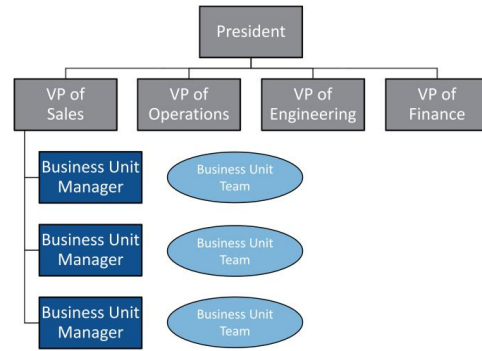 President
VP of
Sales
VP of
Operations
VP of
Engineering
VP of
Finance
Business Unit
Manager
Business Unit
Team
Business Unit
Manager
Business Unit
Team
Business Unit
Manager
Business Unit
Team